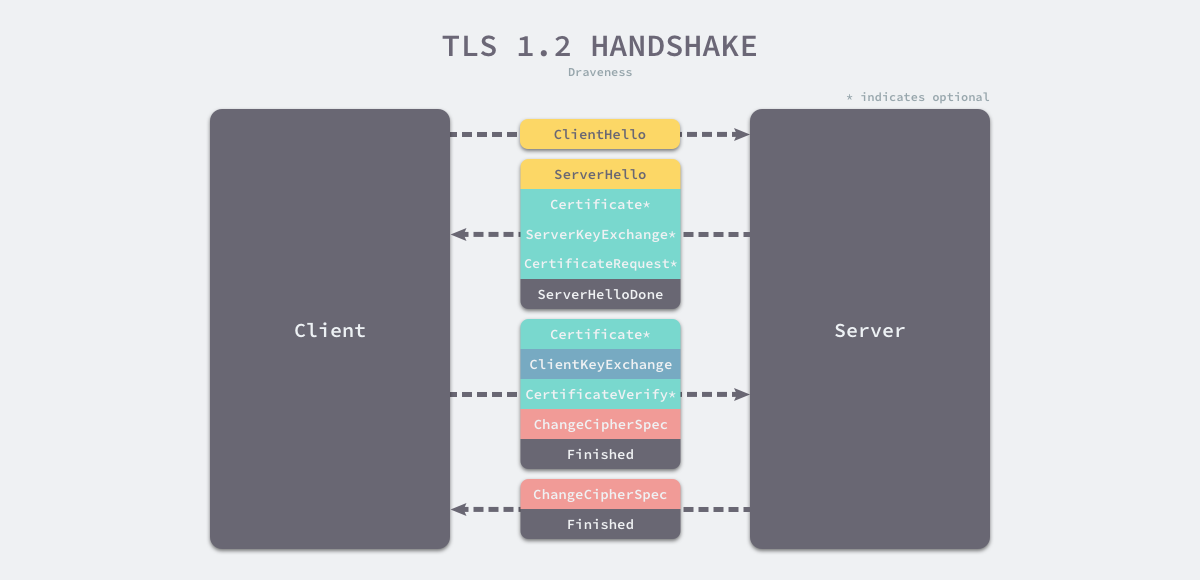 TLS 1.2 HANDSHAKE
Draveness
* indicates optional
ClientHello
ServerHello
Certificate*
ServerKeyExchange*
CertificateRequest*
ServerHelloDone
Client
Server
Certificate*
ClientKeyExchange
CertificateVerify*
ChangeCipherSpec
Finished
ChangeCipherSpec
Finished